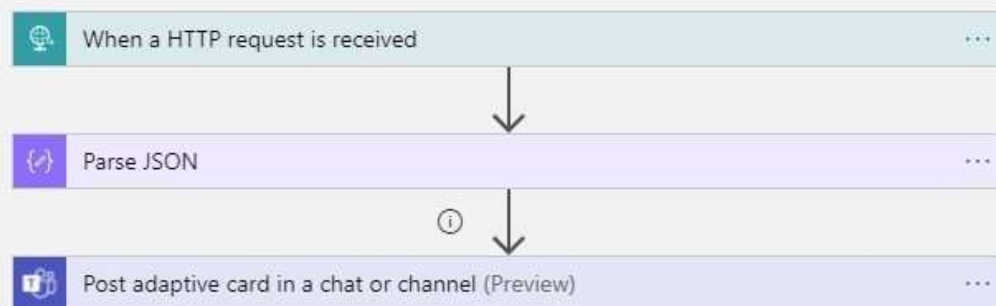 When a HTTP request is received
Parse JSON
Post adaptive card in a chat or channel (Preview)